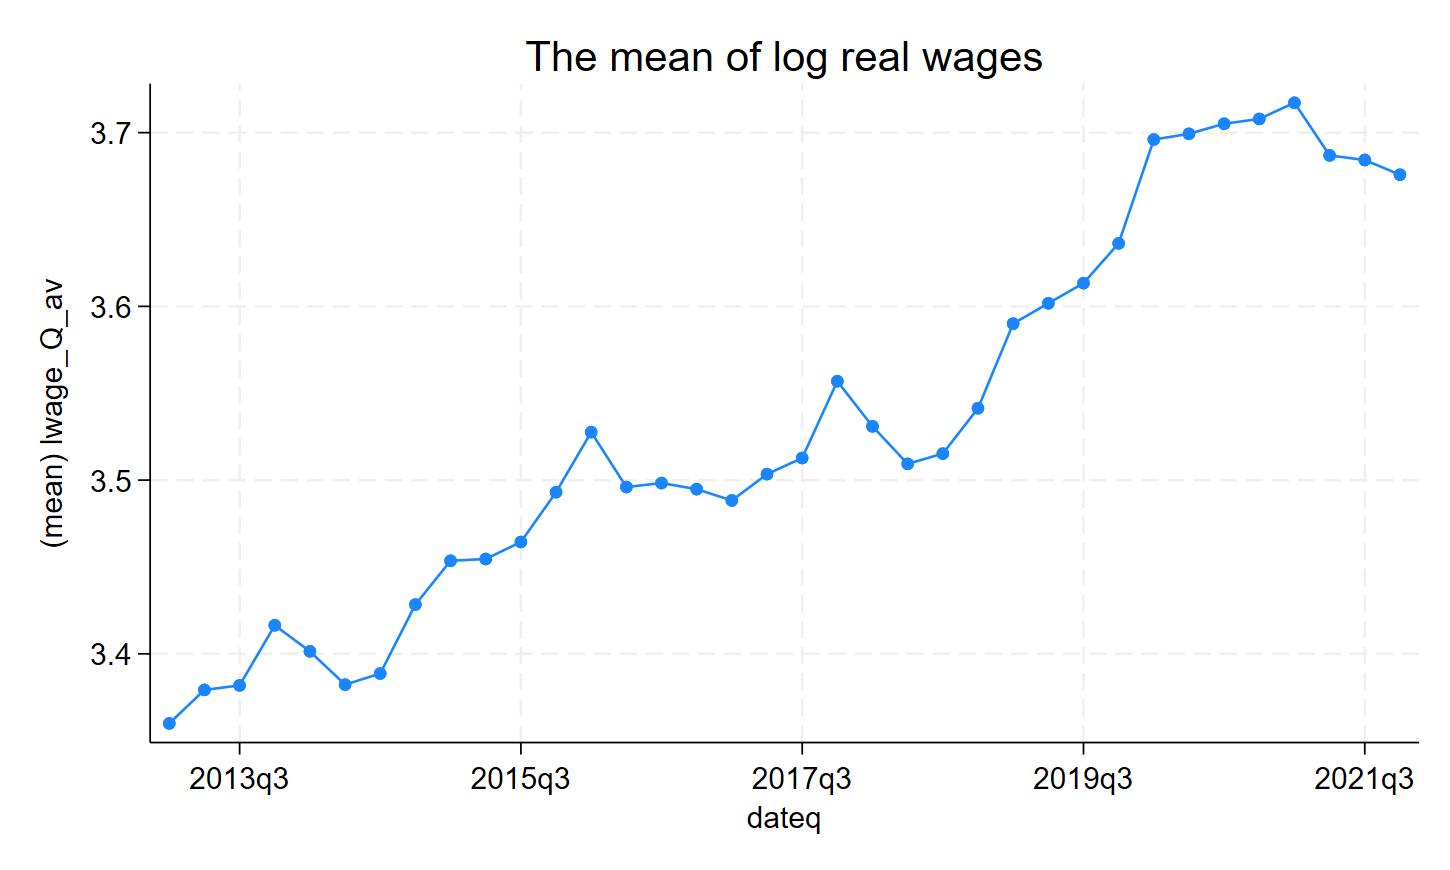 The mean of log real wages
(mean) lwage_Q_av
3.7
3.6
3.5
3.4
2013q3 2015q3 2017q3 2019q3 2021q3
dateq